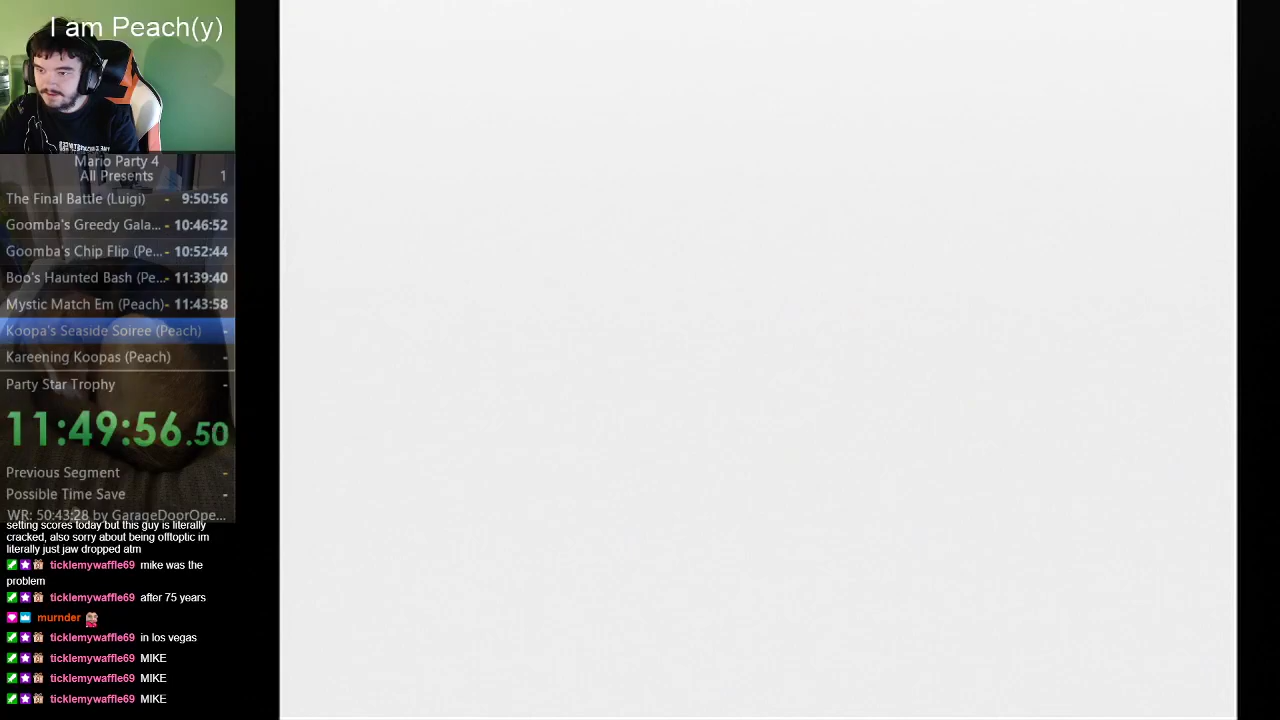 I am Peach(y)
Mario Party 4
All Presents 1
The Final Battle (Luigi) - 9:50:56
Goomba's Greedy Gala... - 10:46:52
Goomba's Chip Flip (Pe... - 10:52:44
Boo's Haunted Bash (Pe... - 11:39:40
Mystic Match Em (Peach) - 11:43:58
Koopa's Seaside Soiree (Peach) -
Kareening Koopas (Peach) -
Party Star Trophy -
11:49:56.50
Previous Segment -
Possible Time Save -
WR: 50:43:28 by GarageDoorOpe...
setting scores today but this guy is literally
cracked, also sorry about being offtoptic im
literally just jaw dropped atm
ticklemywaffle69 mike was the
problem
ticklemywaffle69 after 75 years
murnder
ticklemywaffle69 in los vegas
ticklemywaffle69 MIKE
ticklemywaffle69 MIKE
ticklemywaffle69 MIKE